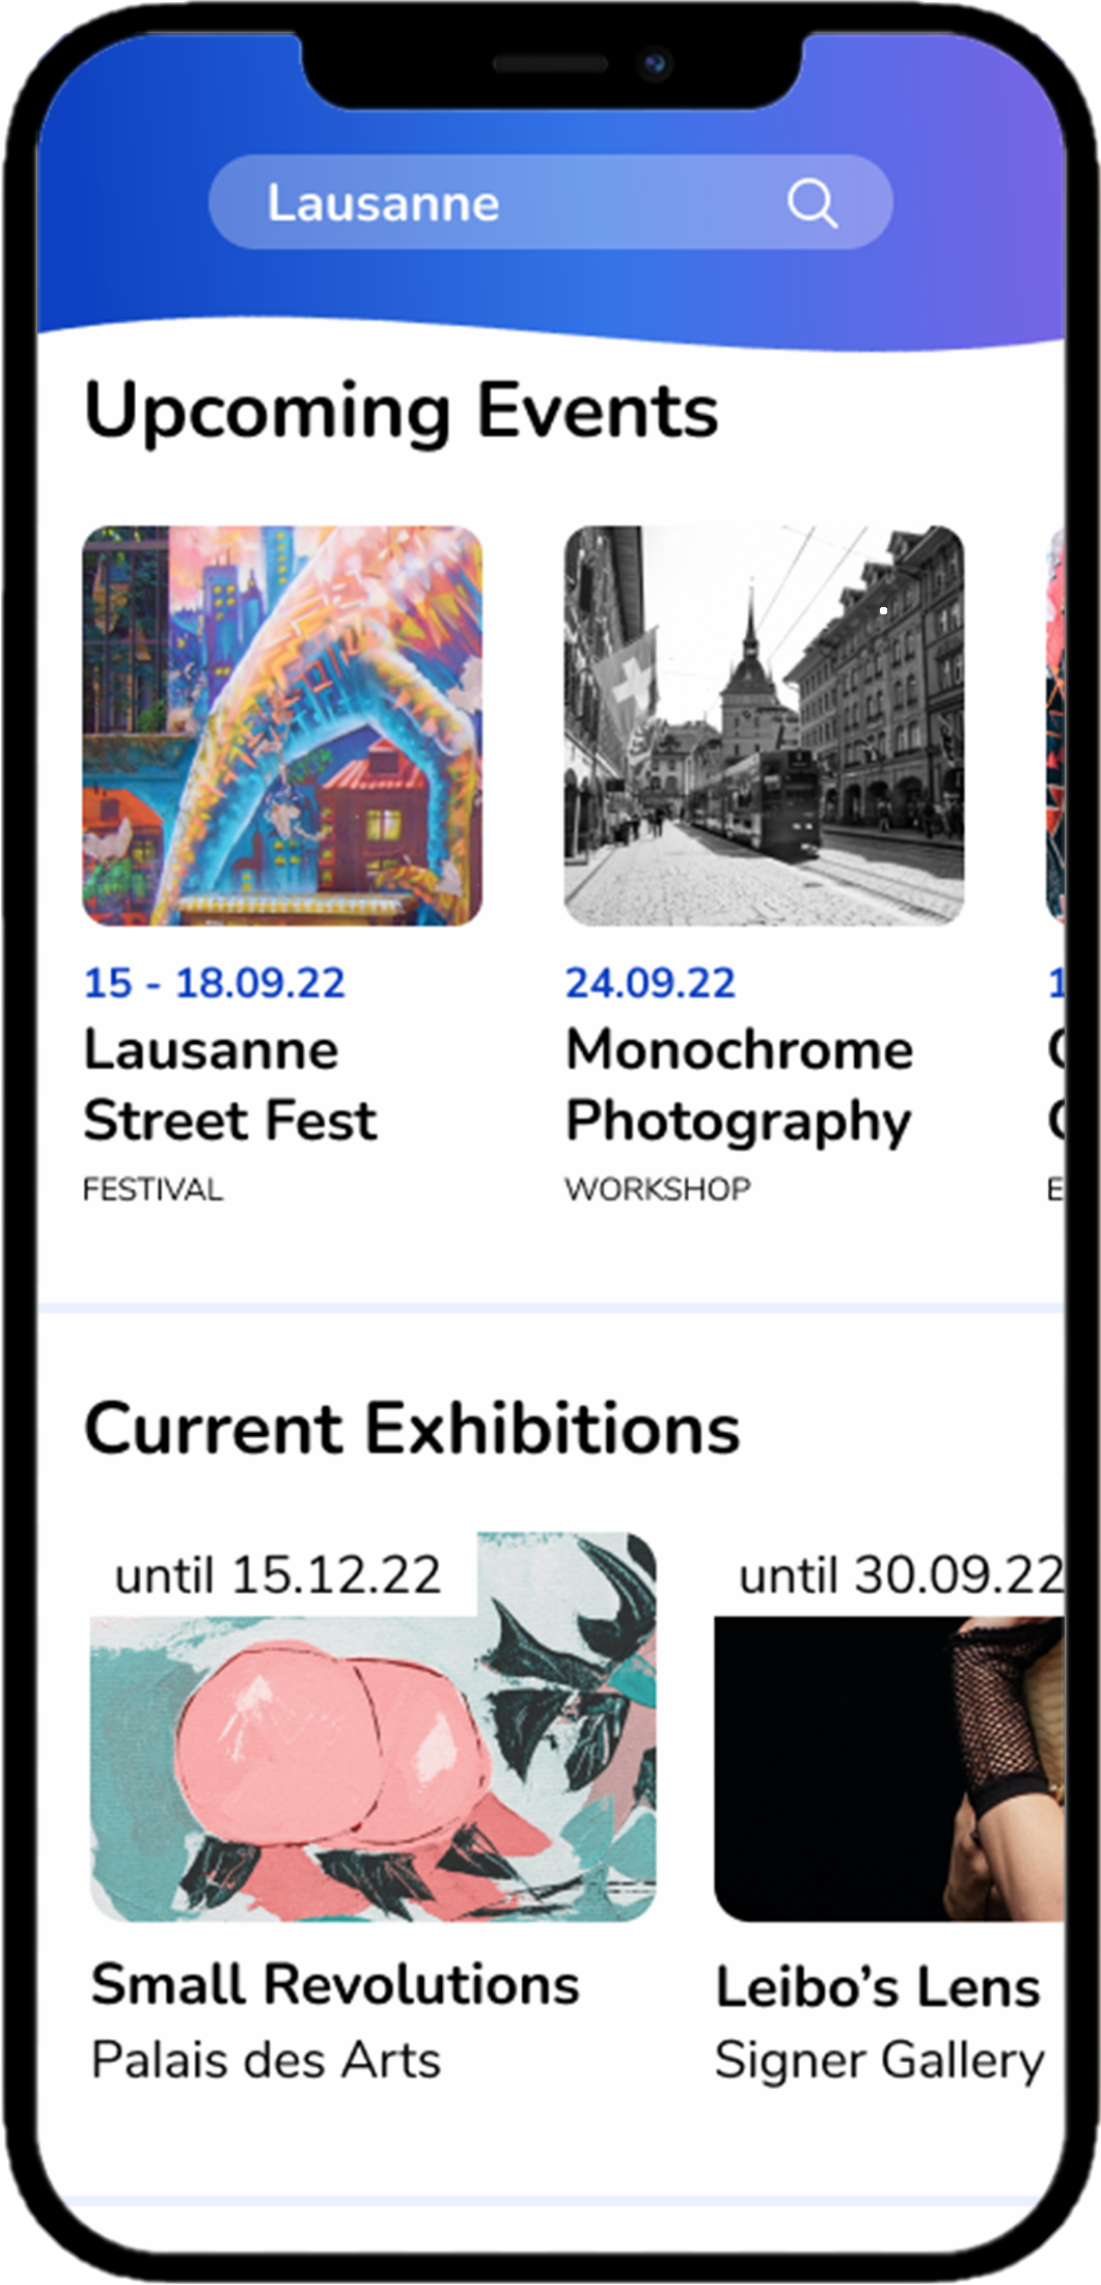 Lausanne
Upcoming Events
15 - 18.09.22
Lausanne
Street Fest
FESTIVAL
24.09.22
Monochrome
Photography
WORKSHOP
Current Exhibitions
until 15.12.22
Small Revolutions
Palais des Arts
until 30.09.22
Leibo’s Lens
Signer Gallery